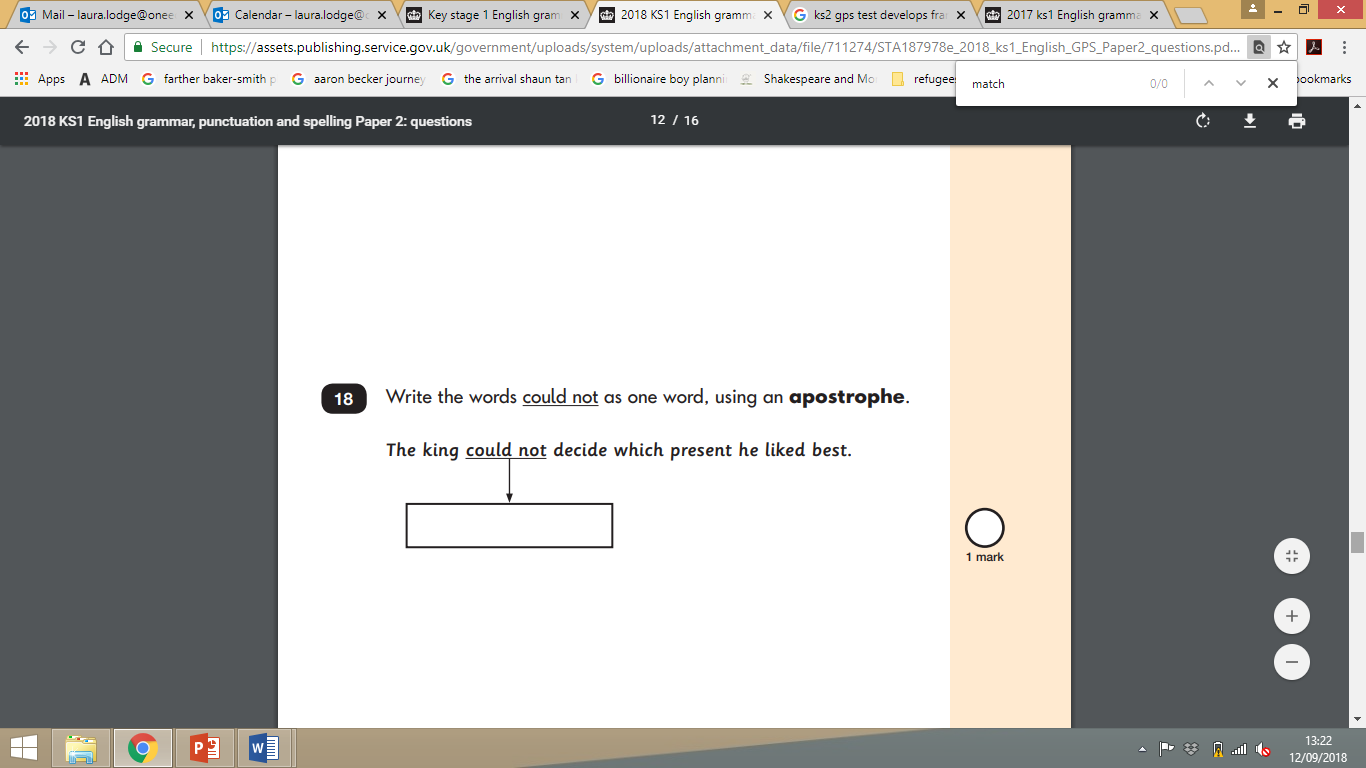 Mail – laura.lodge@onee
Calendar – laura.lodge@o
Key stage 1 English gram
2018 KS1 English gramma
ks2 gps test develops fra
2017 ks1 English gramma
Secure
https://assets.publishing.service.gov.uk/government/uploads/system/uploads/attachment_data/file/711274/STA187978e_2018_ks1_English_GPS_Paper2_questions.pd...
Apps
ADM
farther baker-smith p
aaron becker journey
the arrival shaun tan
billionaire boy planni
Shakespeare and Mo
refugees
bookmarks
match
0/0
2018 KS1 English grammar, punctuation and spelling Paper 2: questions
12 / 16
18
Write the words could not as one word, using an apostrophe.
The king could not decide which present he liked best.
1 mark
13:22
12/09/2018